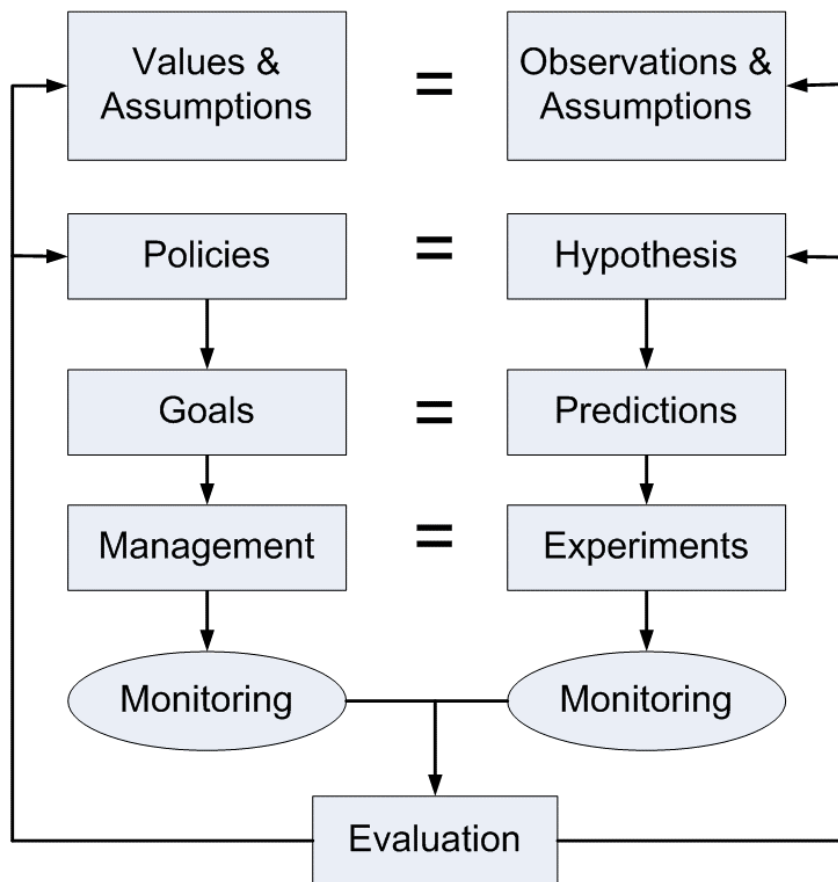 Values &
Assumptions
=
Observations &
Assumptions
Policies
=
Hypothesis
Goals
=
Predictions
Management
=
Experiments
Monitoring
Monitoring
Evaluation